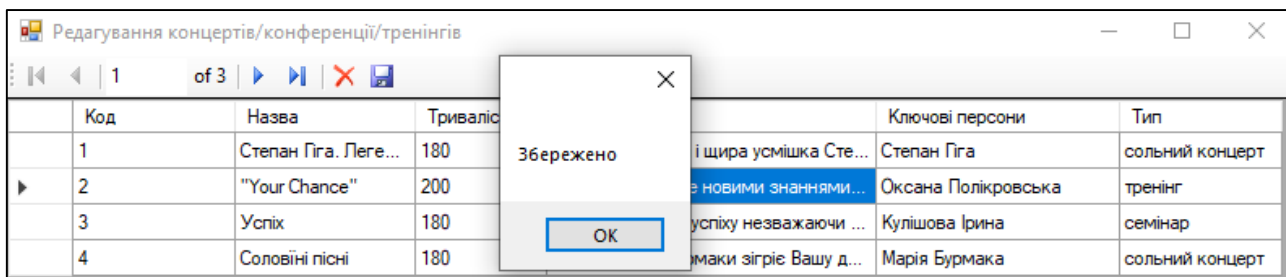 Редагування концертів/конференції/тренінгів
1 of 3
Код Назва Триваліс Ключові персони Тип
1 Степан Гіга. Леге... 180 і щира усмішка Сте... Степан Гіга сольний концерт
Збережено
2 "Your Chance" 200 новими знаннями... Оксана Полікровська тренінг
3 Успіх 180 успіху незважаючи ... Кулішова Ірина семінар
OK
4 Солов'їні пісні 180 рмаки зігріє Вашу д... Марія Бурмака сольний концерт